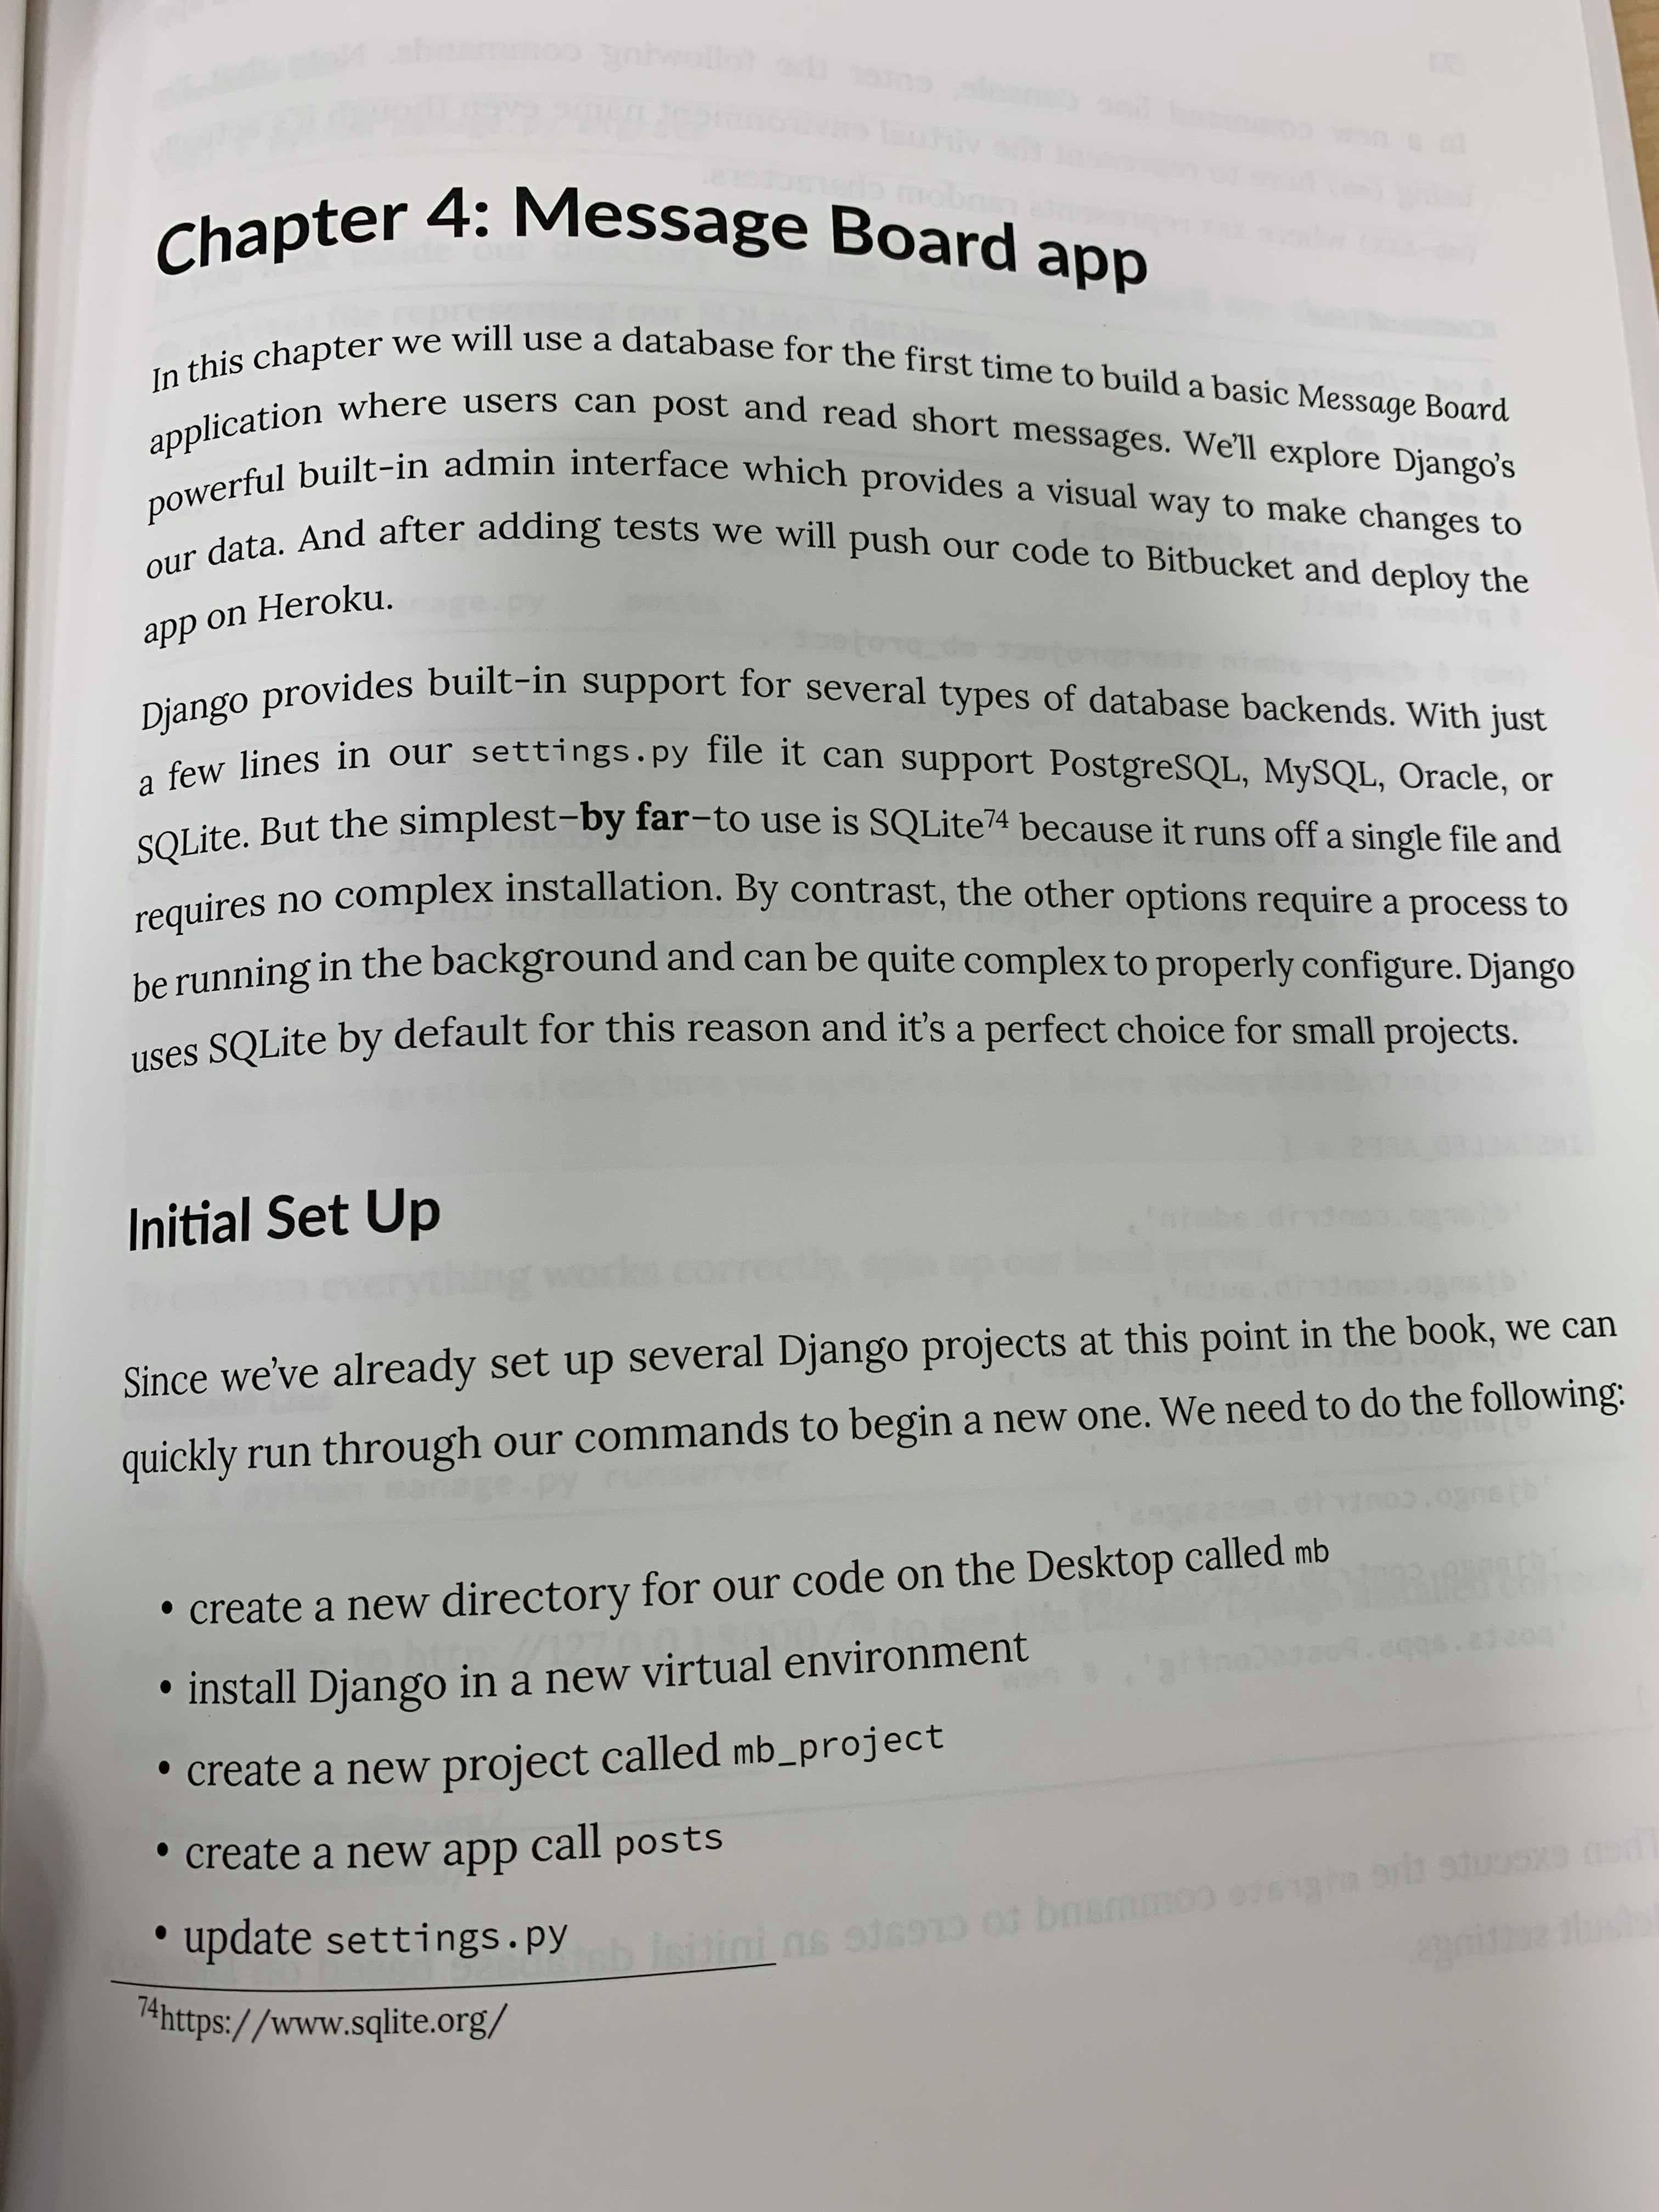 Chapter 4: Message Board app
In this chapter we will use a database for the first time to build a basic Message Board
application where users can post and read short messages. We'll explore Django's
powerful built-in admin interface which provides a visual way to make changes to
our data. And after adding tests we will push our code to Bitbucket and deploy the
app on Heroku.
Django provides built-in support for several types of database backends. With just
a few lines in our settings.py file it can support PostgreSQL, MySQL, Oracle, or
SQLite. But the simplest–by far–to use is SQLite74 because it runs off a single file and
requires no complex installation. By contrast, the other options require a process to
be running in the background and can be quite complex to properly configure. Django
uses SQLite by default for this reason and it's a perfect choice for small projects.
Initial Set Up
Since we've already set up several Django projects at this point in the book, we can
quickly run through our commands to begin a new one. We need to do the following:
• create a new directory for our code on the Desktop called mb
• install Django in a new virtual environment
• create a new project called mb_project
• create a new app call posts
• update settings.py
74https://www.sqlite.org/